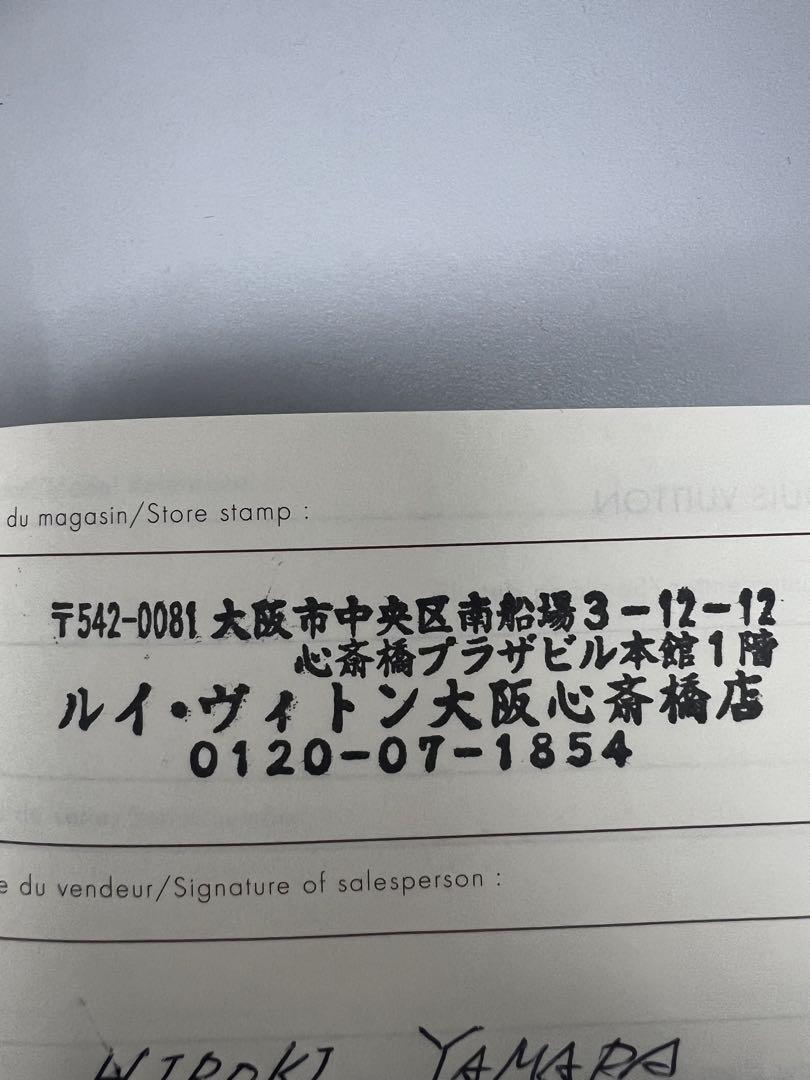 du magasin/Store stamp :
〒542-0081 大阪市中央区南船場3-12-12
心斎橋プラザビル本館1階
ルイ・ヴィトン大阪心斎橋店
0120-07-1854
du vendeur/Signature of salesperson :
HIROKI YAMADA